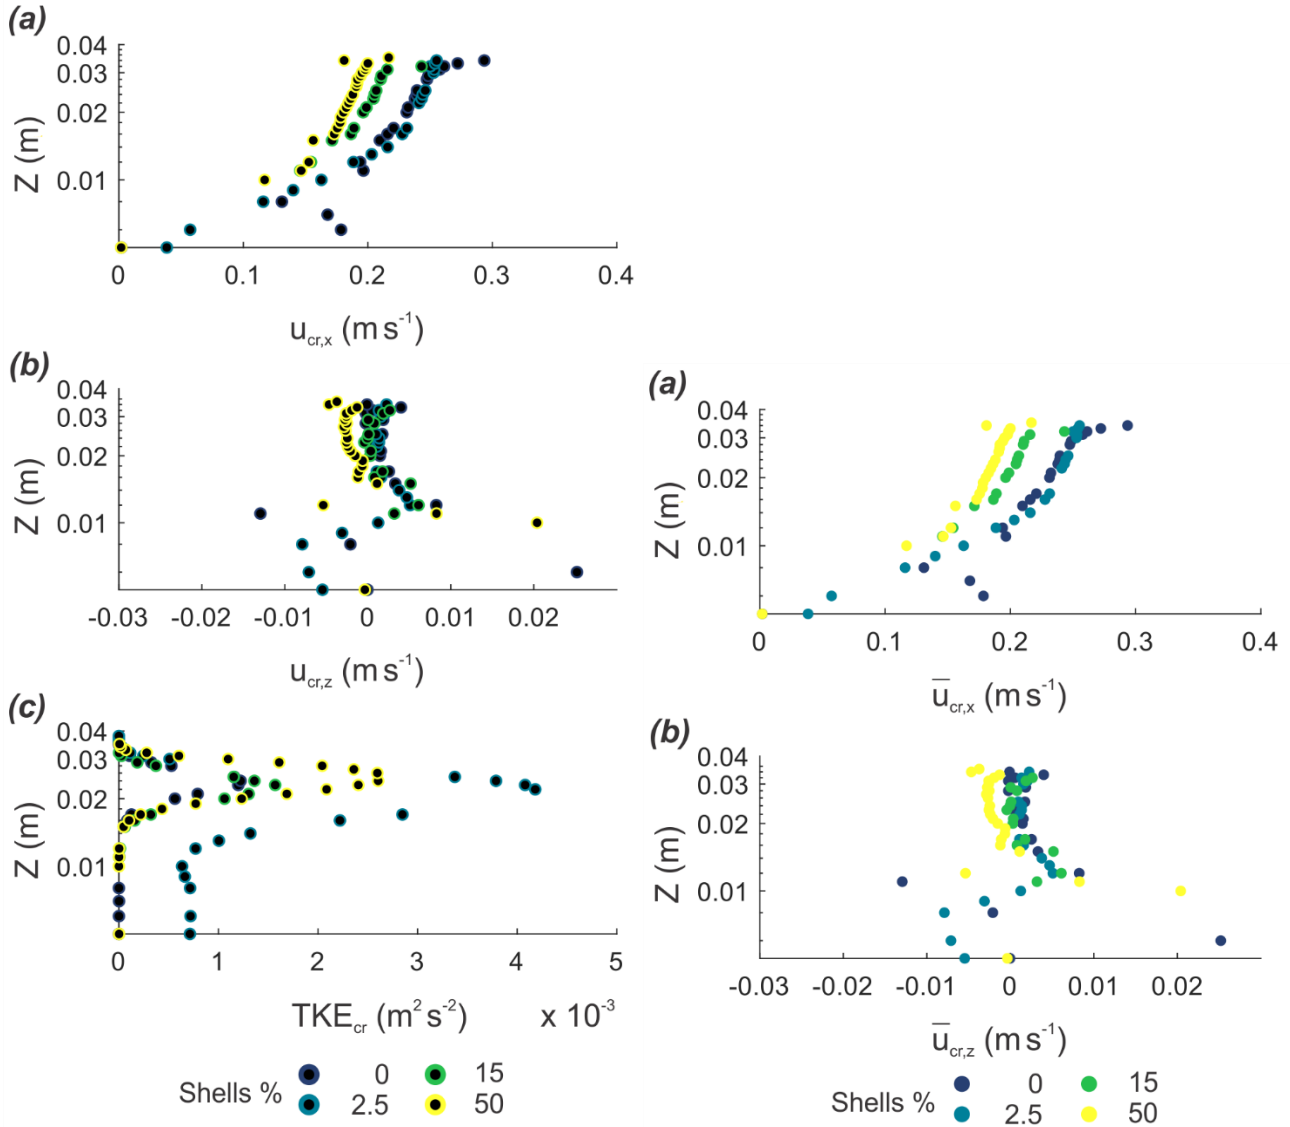 (a)
0.04
0.03
0.02
0.01
Z (m)
0 0.1 0.2 0.3 0.4
u_cr,x (m s⁻¹)
(b)
0.04
0.03
0.02
0.01
Z (m)
-0.03 -0.02 -0.01 0 0.01 0.02
u_cr,z (m s⁻¹)
(c)
0.04
0.03
0.02
0.01
Z (m)
0 1 2 3 4 5
TKE_cr (m² s⁻²) x 10⁻³
Shells % 0 15
2.5 50
(a)
0.04
0.03
0.02
0.01
Z (m)
0 0.1 0.2 0.3 0.4
u̅_cr,x (m s⁻¹)
(b)
0.04
0.03
0.02
0.01
Z (m)
-0.03 -0.02 -0.01 0 0.01 0.02
u̅_cr,z (m s⁻¹)
Shells % 0 15
2.5 50